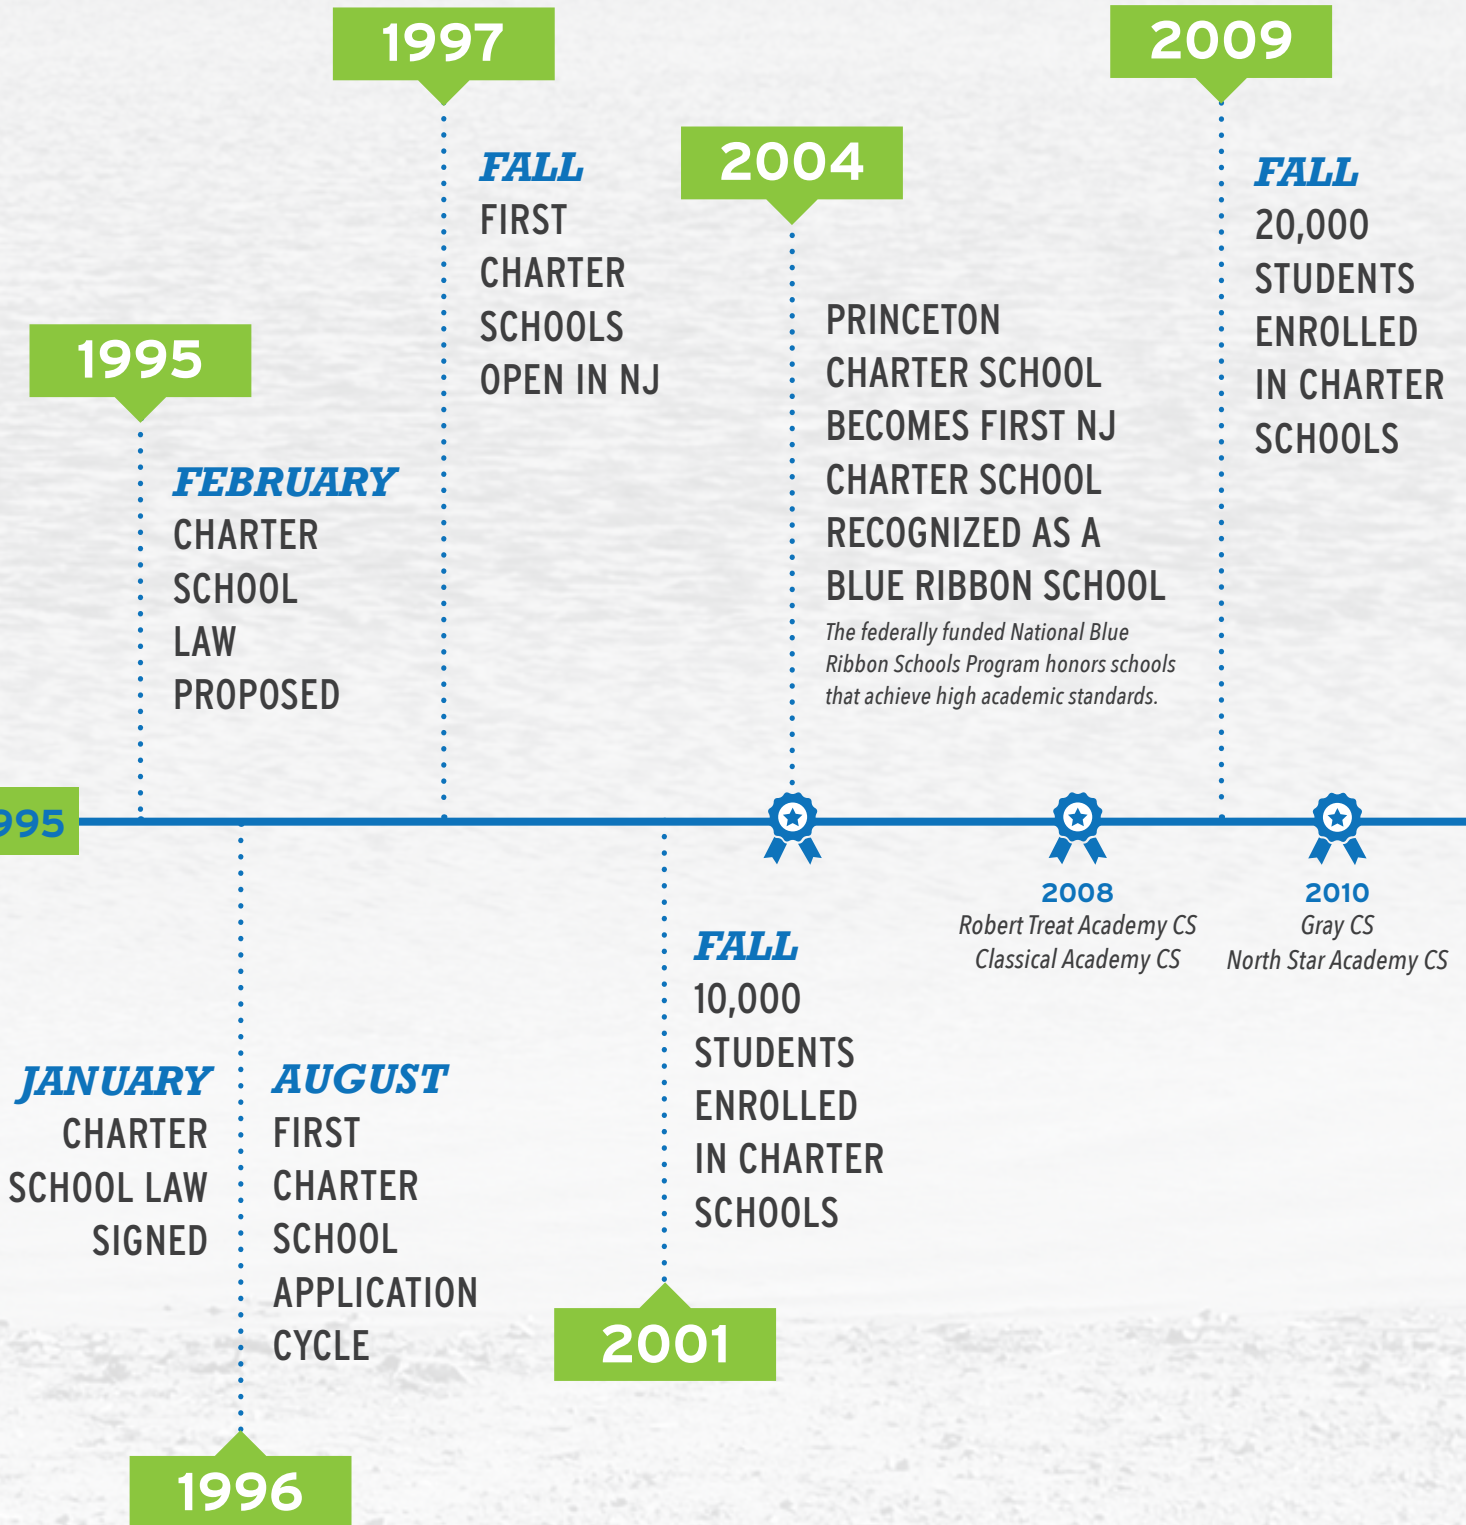 1997
FALL
FIRST
CHARTER
SCHOOLS
OPEN IN NJ
2009
FALL
20,000
STUDENTS
ENROLLED
IN CHARTER
SCHOOLS
2004
PRINCETON
CHARTER SCHOOL
BECOMES FIRST NJ
CHARTER SCHOOL
RECOGNIZED AS A
BLUE RIBBON SCHOOL
The federally funded National Blue
Ribbon Schools Program honors schools
that achieve high academic standards.
1995
FEBRUARY
CHARTER
SCHOOL
LAW
PROPOSED
995
2008
Robert Treat Academy CS
Classical Academy CS
2010
Gray CS
North Star Academy CS
JANUARY
CHARTER
SCHOOL LAW
SIGNED
AUGUST
FIRST
CHARTER
SCHOOL
APPLICATION
CYCLE
1996
FALL
10,000
STUDENTS
ENROLLED
IN CHARTER
SCHOOLS
2001